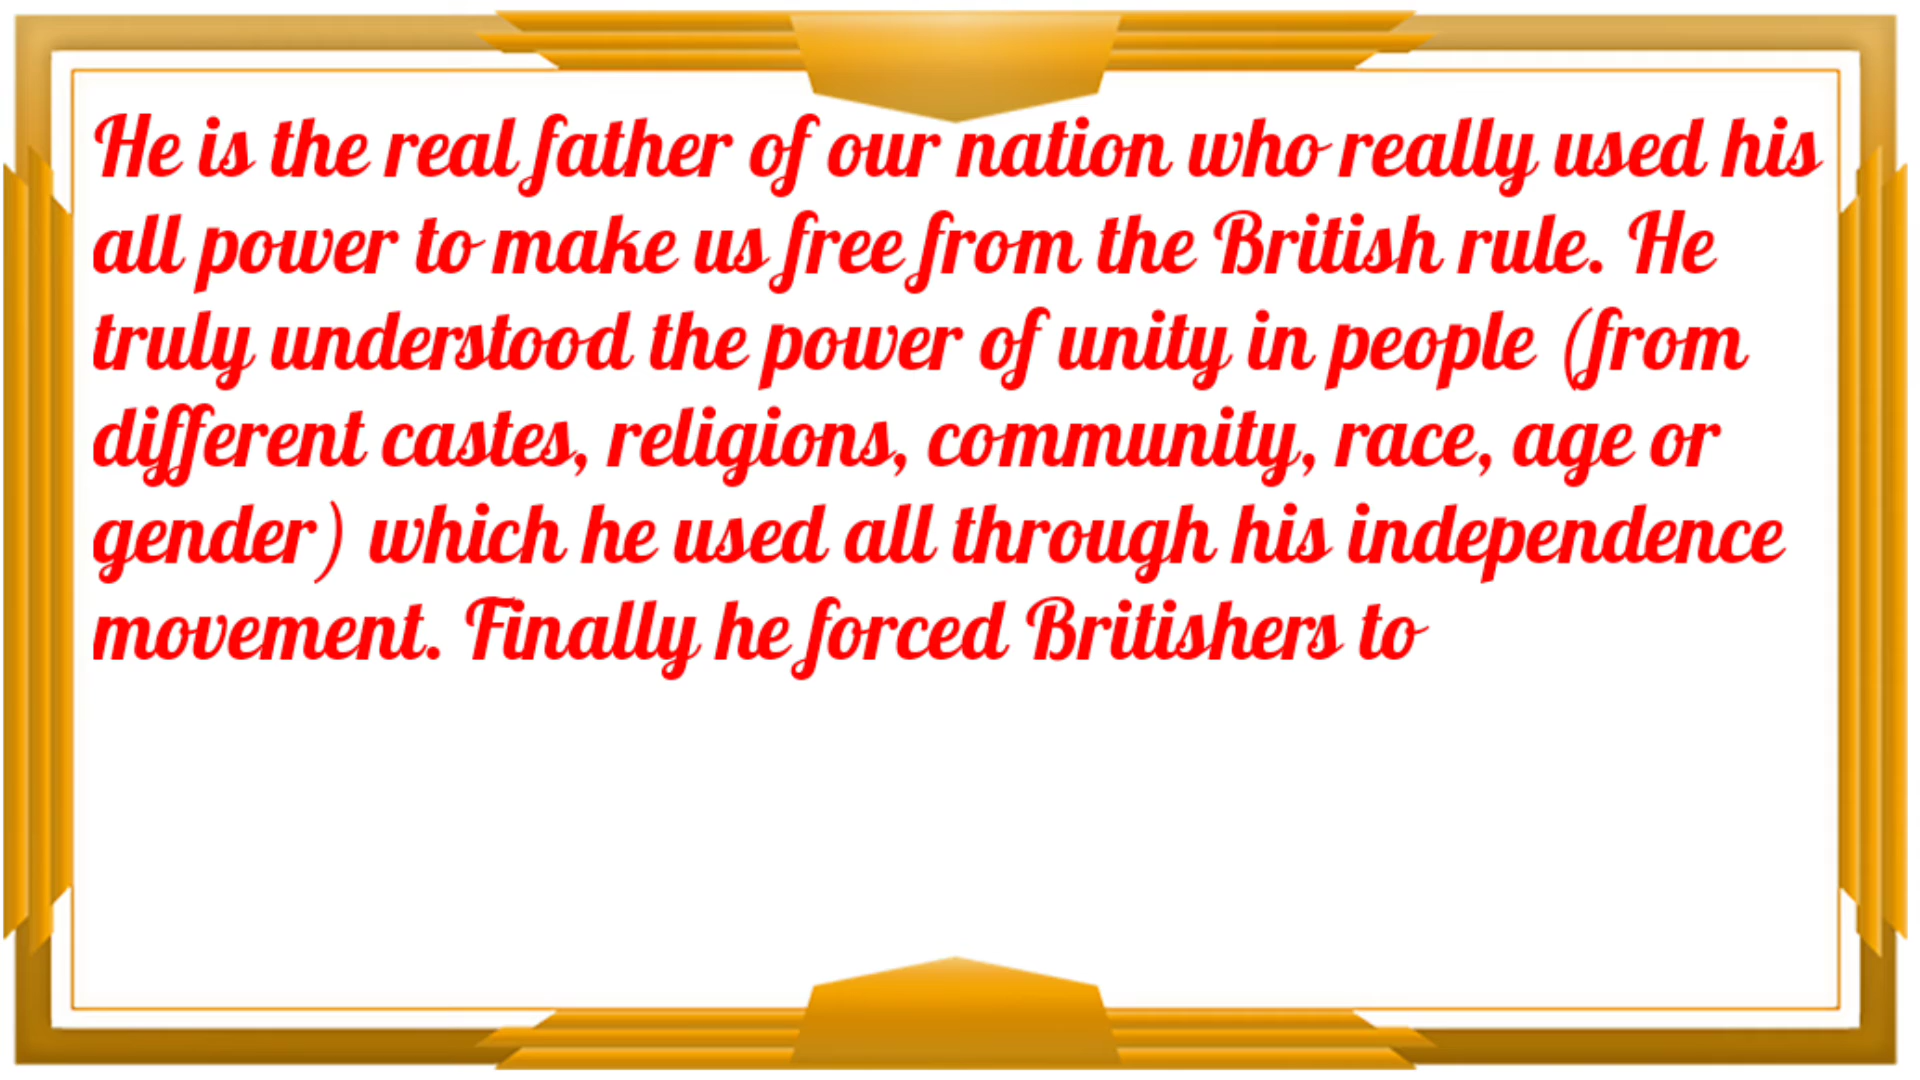 He is the real father of our nation who really used his
all power to make us free from the British rule. He
truly understood the power of unity in people (from
different castes, religions, community, race, age or
gender) which he used all through his independence
movement. Finally he forced Britishers to